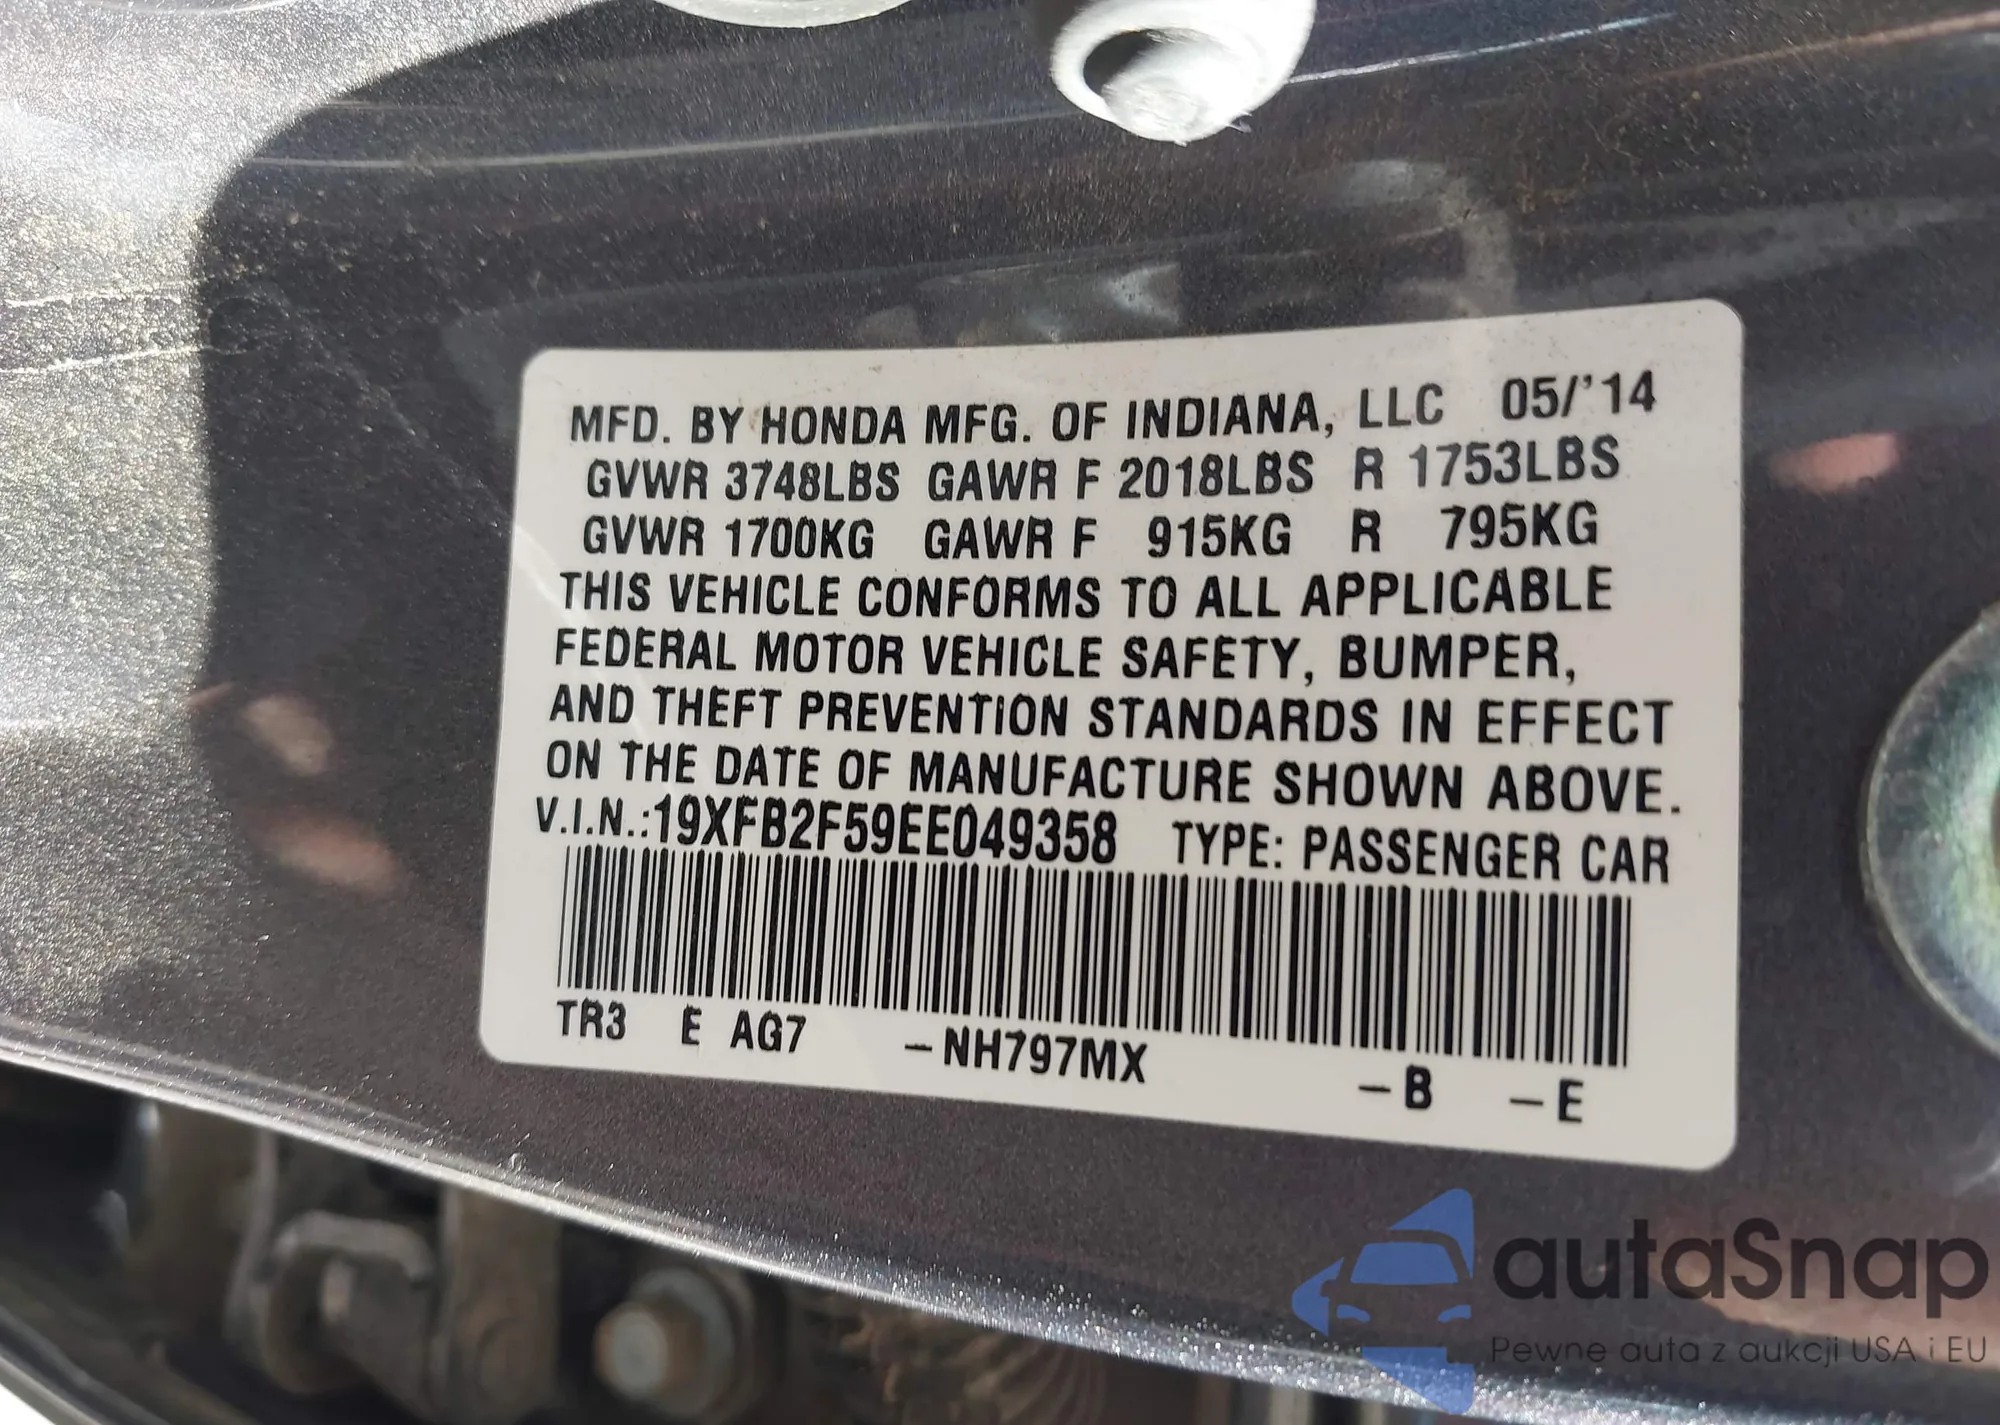 MFD. BY HONDA MFG. OF INDIANA, LLC 05/'14
GVWR 3748LBS GAWR F 2018LBS R 1753LBS
GVWR 1700KG GAWR F 915KG R 795KG
THIS VEHICLE CONFORMS TO ALL APPLICABLE
FEDERAL MOTOR VEHICLE SAFETY, BUMPER,
AND THEFT PREVENTION STANDARDS IN EFFECT
ON THE DATE OF MANUFACTURE SHOWN ABOVE.
V.I.N.:19XFB2F59EE049358 TYPE: PASSENGER CAR
TR3 E AG7 –NH797MX –B –E
autaSnap
Pewne auta z aukcji USA i EU